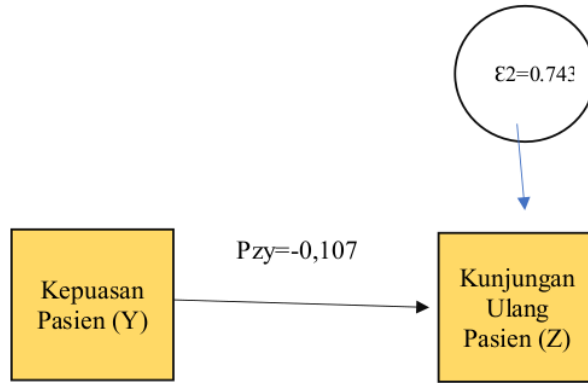 Ɛ2=0.743
Pzy=-0,107
Kepuasan
Pasien (Y)
Kunjungan
Ulang
Pasien (Z)